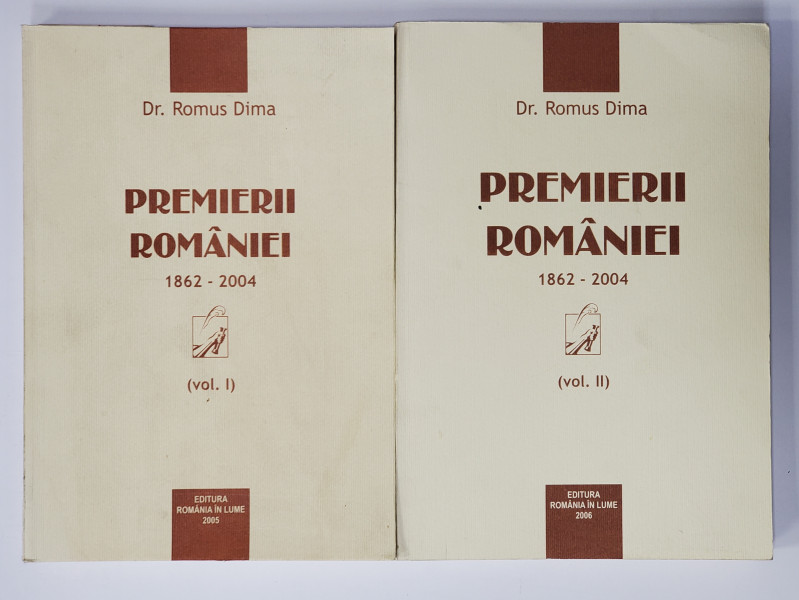 Dr. Romus Dima
PREMIERII
ROMÂNIEI
1862 - 2004
(vol. I)
EDITURA
ROMÂNIA ÎN LUME
2005
Dr. Romus Dima
PREMIERII
ROMÂNIEI
1862 - 2004
(vol. II)
EDITURA
ROMÂNIA ÎN LUME
2006